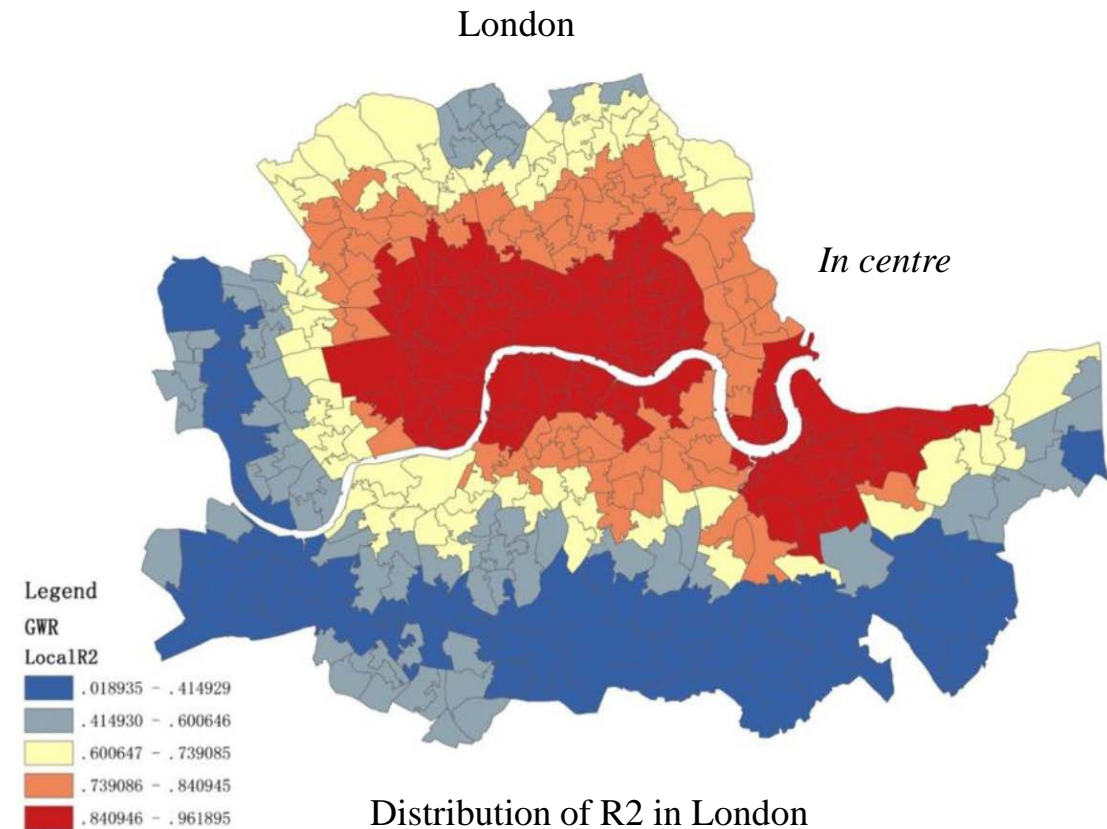 London
In centre
Legend
GWR
LocalR2
.018935 - .414929
.414930 - .600646
.600647 - .739085
.739086 - .840945
.840946 - .961895
Distribution of R2 in London